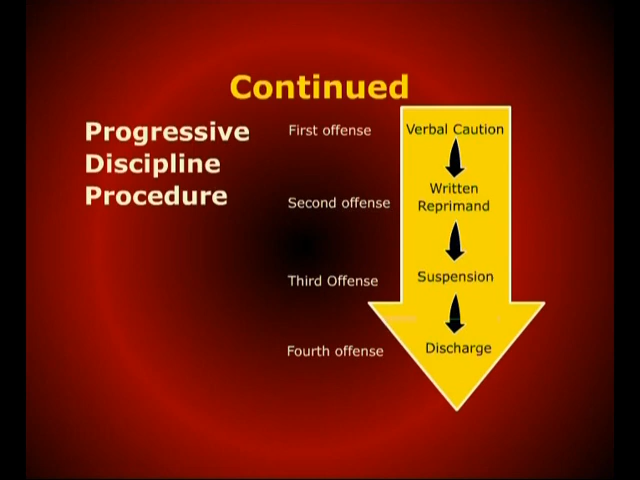 Continued
Progressive
Discipline
Procedure
First offense
Verbal Caution
Second offense
Written
Reprimand
Third Offense
Suspension
Fourth offense
Discharge